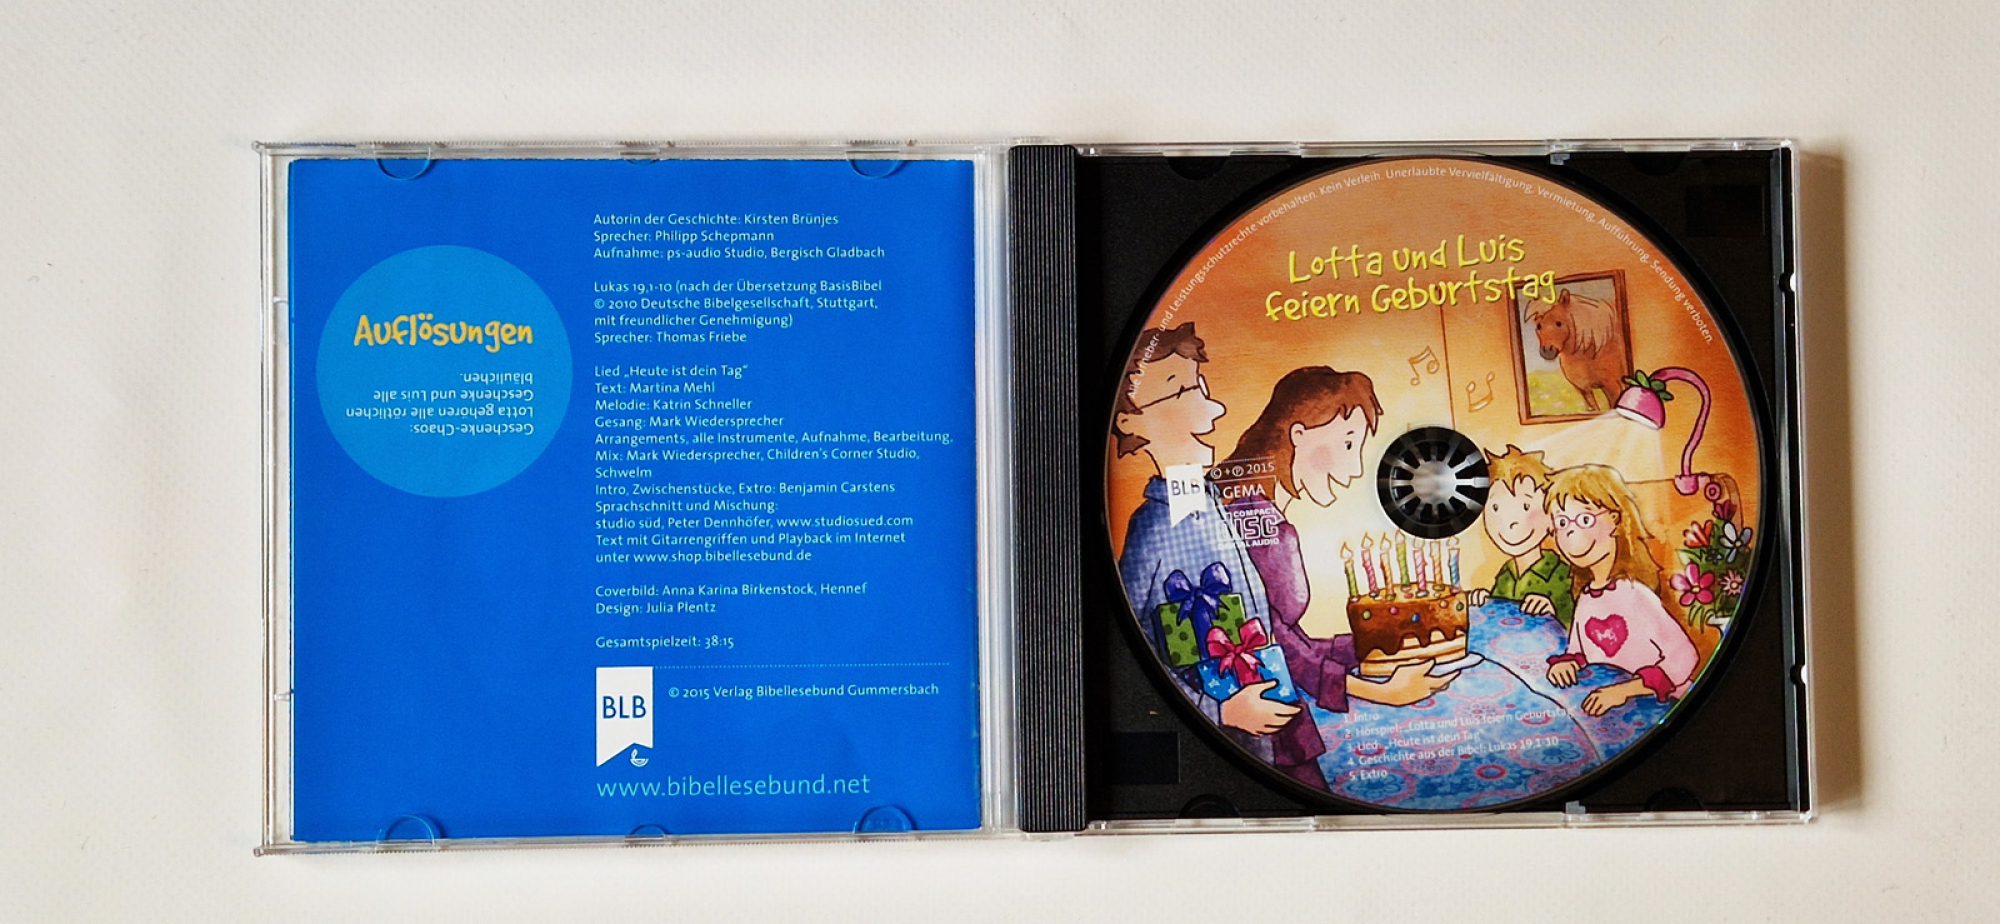 Auflösungen
Geschenke-Chaos:
Lotta gehören alle rötlichen
Geschenke und Luis alle
bläulichen.
Autorin der Geschichte: Kirsten Brünjes
Sprecher: Philipp Schepmann
Aufnahme: ps-audio Studio, Bergisch Gladbach
Lukas 19,1-10 (nach der Übersetzung BasisBibel
© 2010 Deutsche Bibelgesellschaft, Stuttgart,
mit freundlicher Genehmigung)
Sprecher: Thomas Friebe
Lied „Heute ist dein Tag“
Text: Martina Mehl
Melodie: Katrin Schneller
Gesang: Mark Wiedersprecher
Arrangements, alle Instrumente, Aufnahme, Bearbeitung,
Mix: Mark Wiedersprecher, Children's Corner Studio,
Schwelm
Intro, Zwischenstücke, Extro: Benjamin Carstens
Sprachschnitt und Mischung:
studio süd, Peter Dennhöfer, www.studiosued.com
Text mit Gitarrengriffen und Playback im Internet
unter www.shop.bibellesebund.de
Coverbild: Anna Karina Birkenstock, Hennef
Design: Julia Plentz
Gesamtspielzeit: 38:15
BLB
© 2015 Verlag Bibellesebund Gummersbach
www.bibellesebund.net
Alle Urheber- und Leistungsschutzrechte vorbehalten. Kein Verleih. Unerlaubte Vervielfältigung, Vermietung, Aufführung, Sendung verboten.
Lotta und Luis
feiern Geburtstag
BLB
© + ℗ 2015
GEMA
COMPACT
disc
DIGITAL AUDIO
1. Intro
2. Hörspiel: „Lotta und Luis feiern Geburtstag“
3. Lied: „Heute ist dein Tag“
4. Geschichte aus der Bibel: Lukas 19,1-10
5. Extro